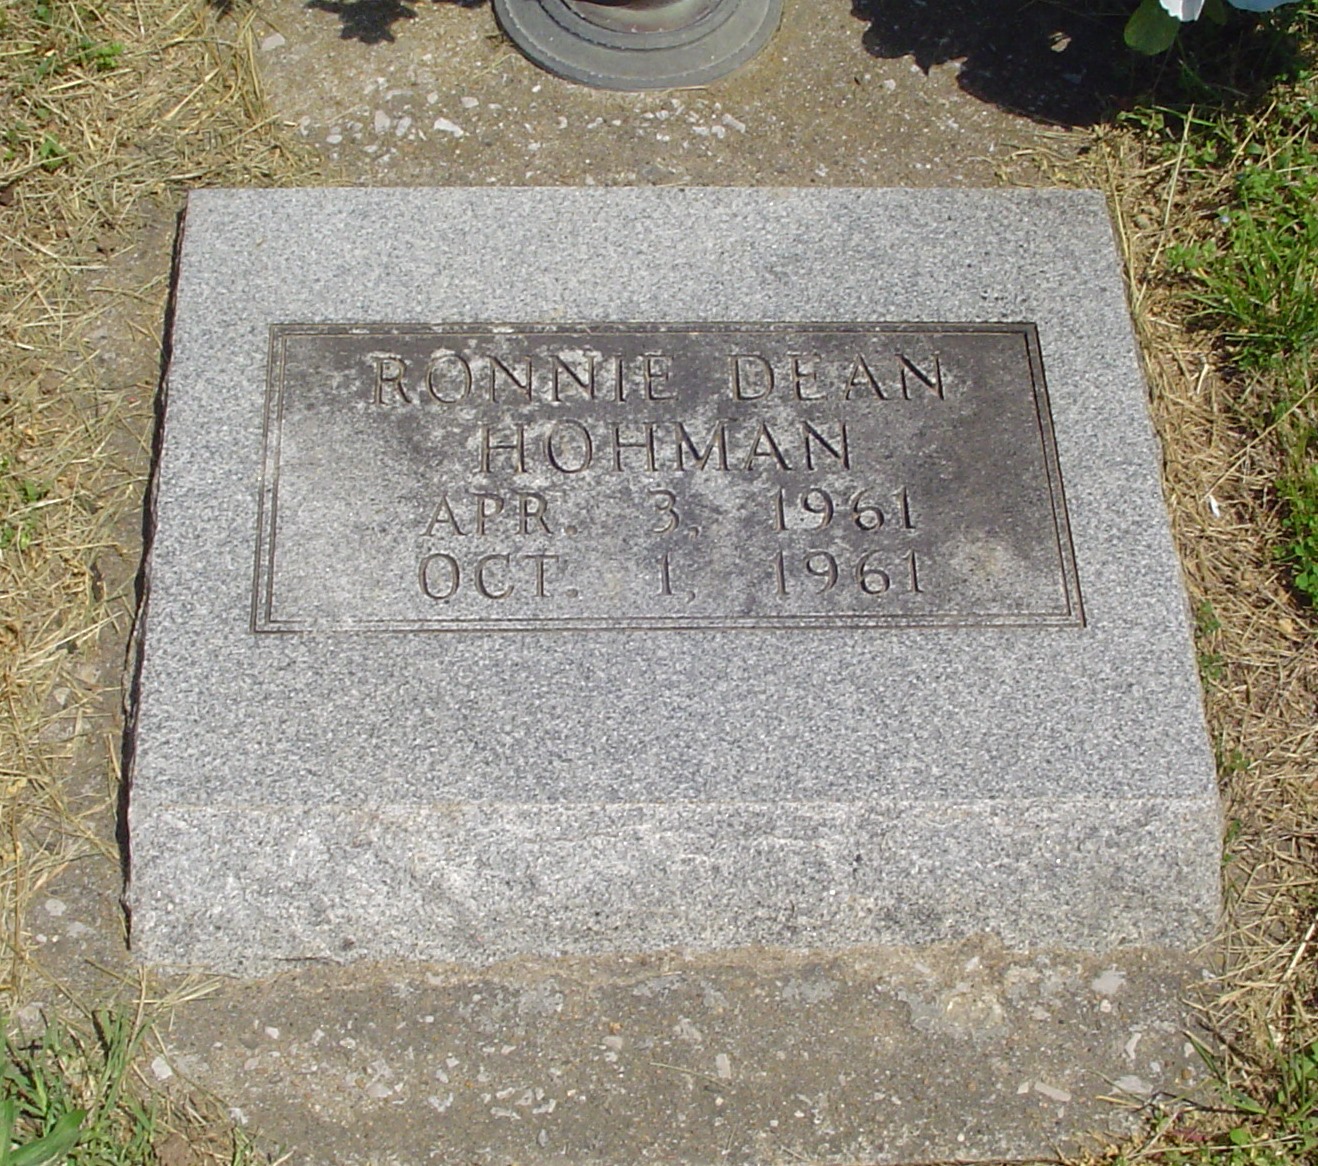 RONNIE DEAN
HOHMAN
APR. 3, 1961
OCT. 1, 1961